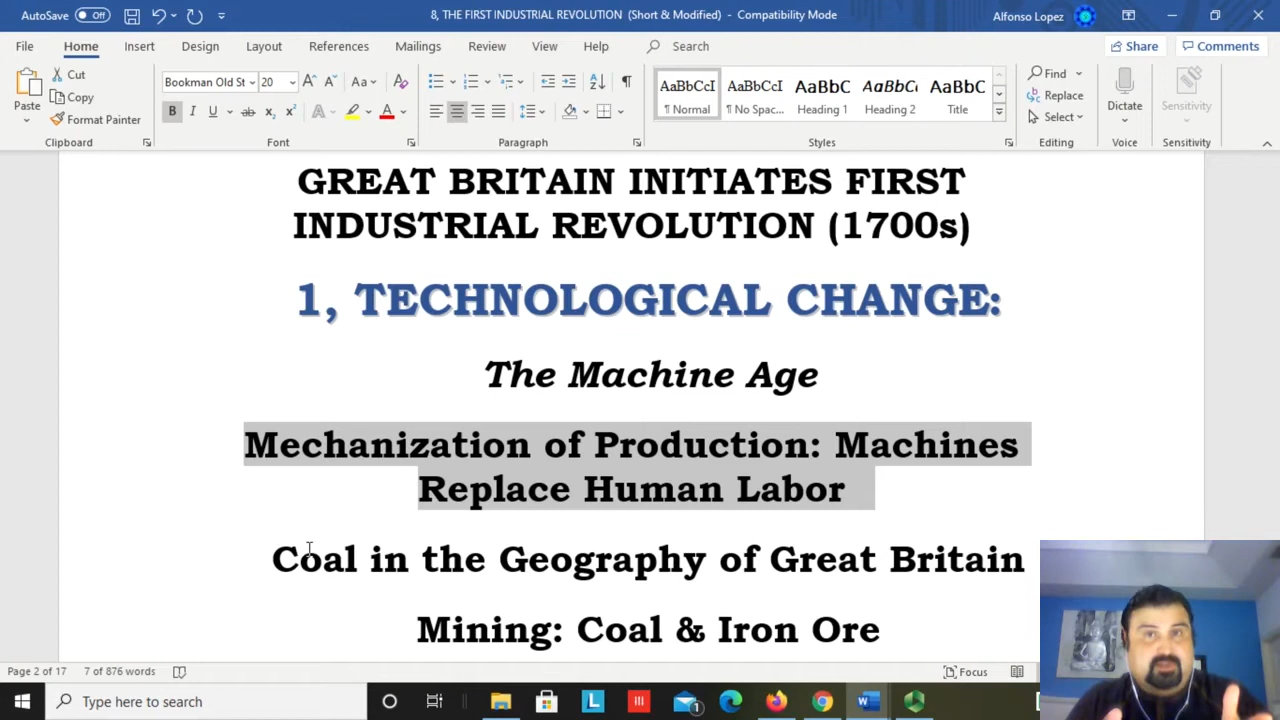 AutoSave Off 8, THE FIRST INDUSTRIAL REVOLUTION (Short & Modified) - Compatibility Mode Alfonso Lopez
File Home Insert Design Layout References Mailings Review View Help Search Share Comments
Paste Cut Copy Format Painter
Bookman Old St 20
AaBbCcI AaBbCcI AaBbC AaBbCc AaBbC
¶ Normal ¶ No Spac... Heading 1 Heading 2 Title
Find Replace Select
Dictate Sensitivity
Clipboard Font Paragraph Styles Editing Voice Sensitivity
GREAT BRITAIN INITIATES FIRST
INDUSTRIAL REVOLUTION (1700s)
1, TECHNOLOGICAL CHANGE:
The Machine Age
Mechanization of Production: Machines
Replace Human Labor
Coal in the Geography of Great Britain
Mining: Coal & Iron Ore
Page 2 of 17 7 of 876 words Focus
Type here to search